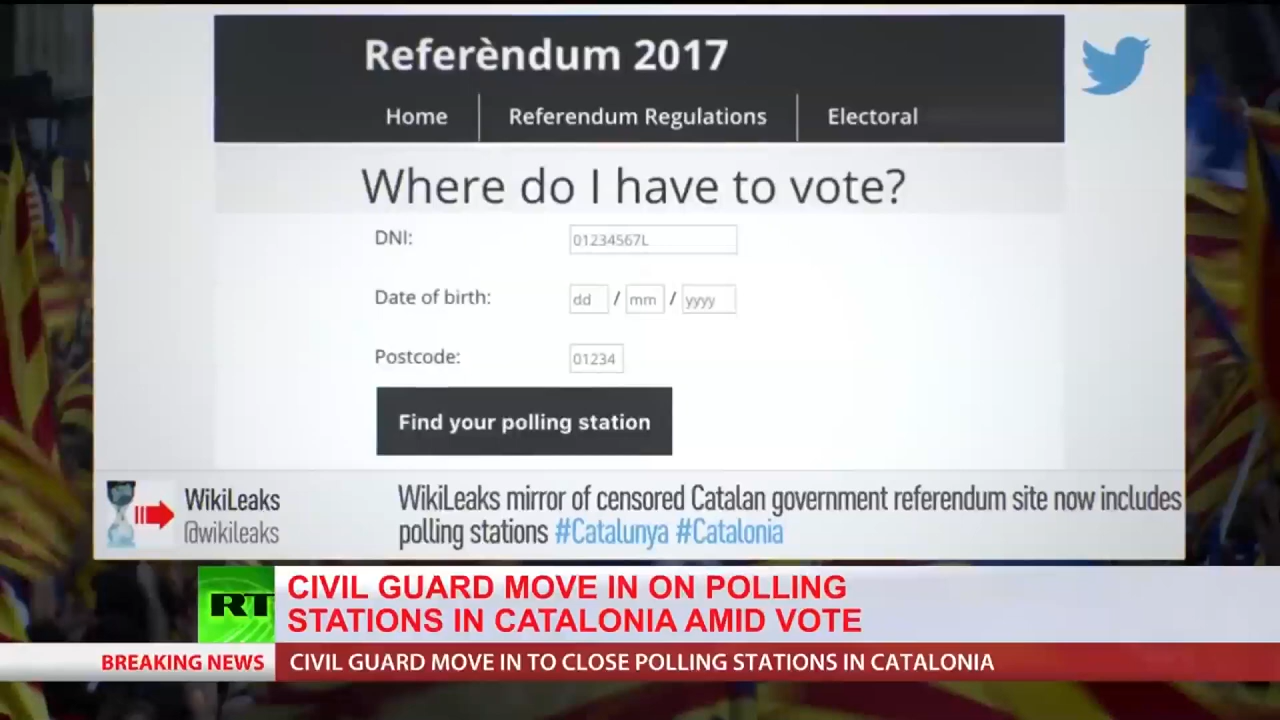 Referèndum 2017
Home
Referendum Regulations
Electoral
Where do I have to vote?
DNI:
01234567L
Date of birth:
dd / mm / yyyy
Postcode:
01234
Find your polling station
WikiLeaks
@wikileaks
WikiLeaks mirror of censored Catalan government referendum site now includes
polling stations #Catalunya #Catalonia
RT
CIVIL GUARD MOVE IN ON POLLING
STATIONS IN CATALONIA AMID VOTE
BREAKING NEWS
CIVIL GUARD MOVE IN TO CLOSE POLLING STATIONS IN CATALONIA